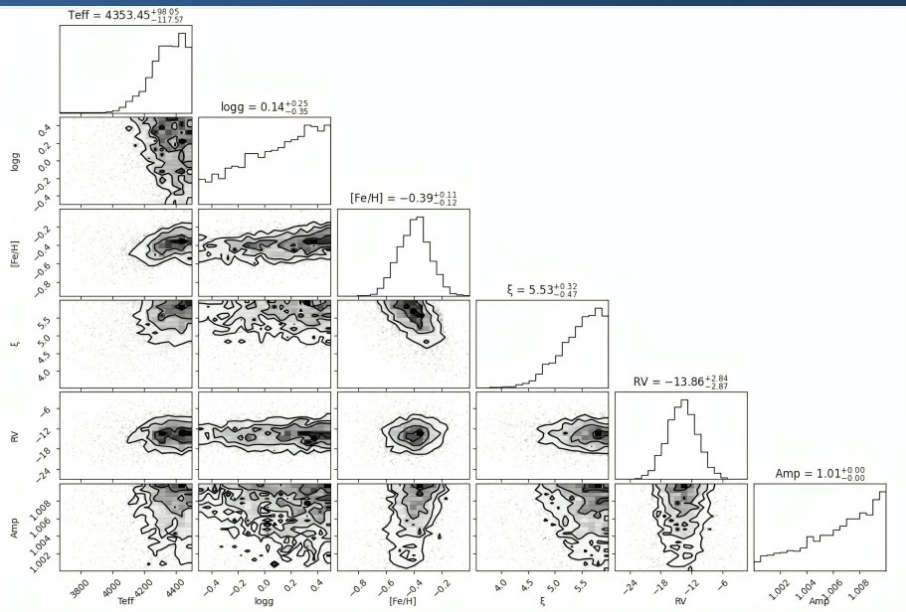 Teff = 4353.45+98.05−117.57
logg = 0.14+0.25−0.35
[Fe/H] = −0.39+0.11−0.12
ξ = 5.53+0.32−0.47
RV = −13.86+2.84−2.87
Amp = 1.01+0.00−0.00
logg
0.4
0.2
0.0
−0.2
−0.4
[Fe/H]
−0.2
−0.4
−0.6
−0.8
ξ
5.5
5.0
4.5
4.0
RV
−6
−12
−18
−24
Amp
1.008
1.006
1.004
1.002
3800 4000 4200 4400
−0.4 −0.2 0.0 0.2 0.4
−0.8 −0.6 −0.4 −0.2
4.0 4.5 5.0 5.5
−24 −18 −12 −6
1.002 1.004 1.006 1.008
Teff logg [Fe/H] ξ RV Amp